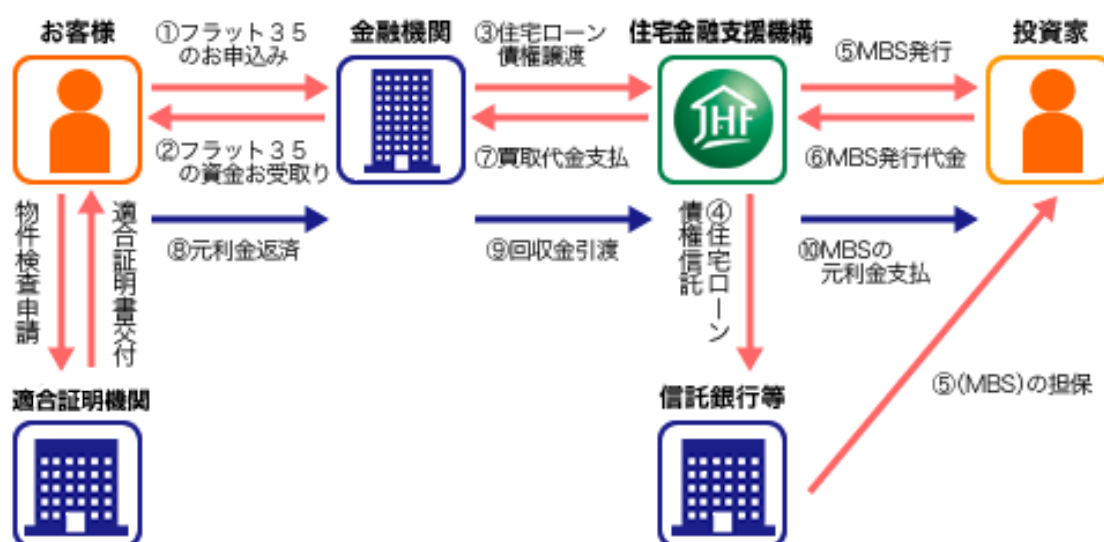 お客様
①フラット35
のお申込み
金融機関
③住宅ローン
債権譲渡
住宅金融支援機構
⑤MBS発行
投資家
JHF
②フラット35
の資金お受取り
⑦買取代金支払
⑥MBS発行代金
物件検査申請
適合証明書交付
⑧元利金返済
⑨回収金引渡
④住宅ローン
債権信託
⑩MBSの
元利金支払
適合証明機関
信託銀行等
⑤(MBS)の担保